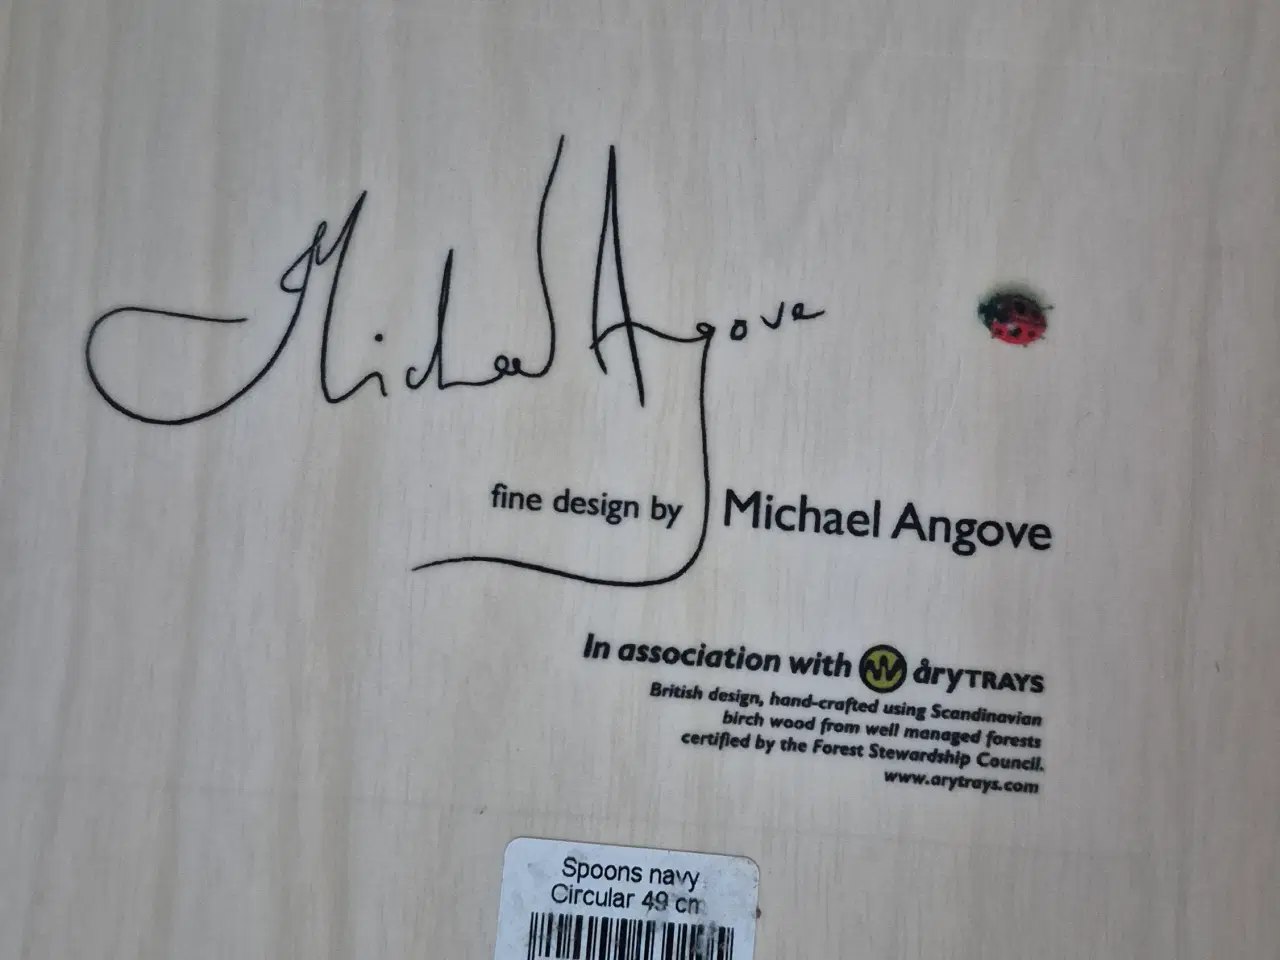 Michael Angove
fine design by Michael Angove
In association with åryTRAYS
British design, hand-crafted using Scandinavian
birch wood from well managed forests
certified by the Forest Stewardship Council.
www.arytrays.com
Spoons navy
Circular 49 cm